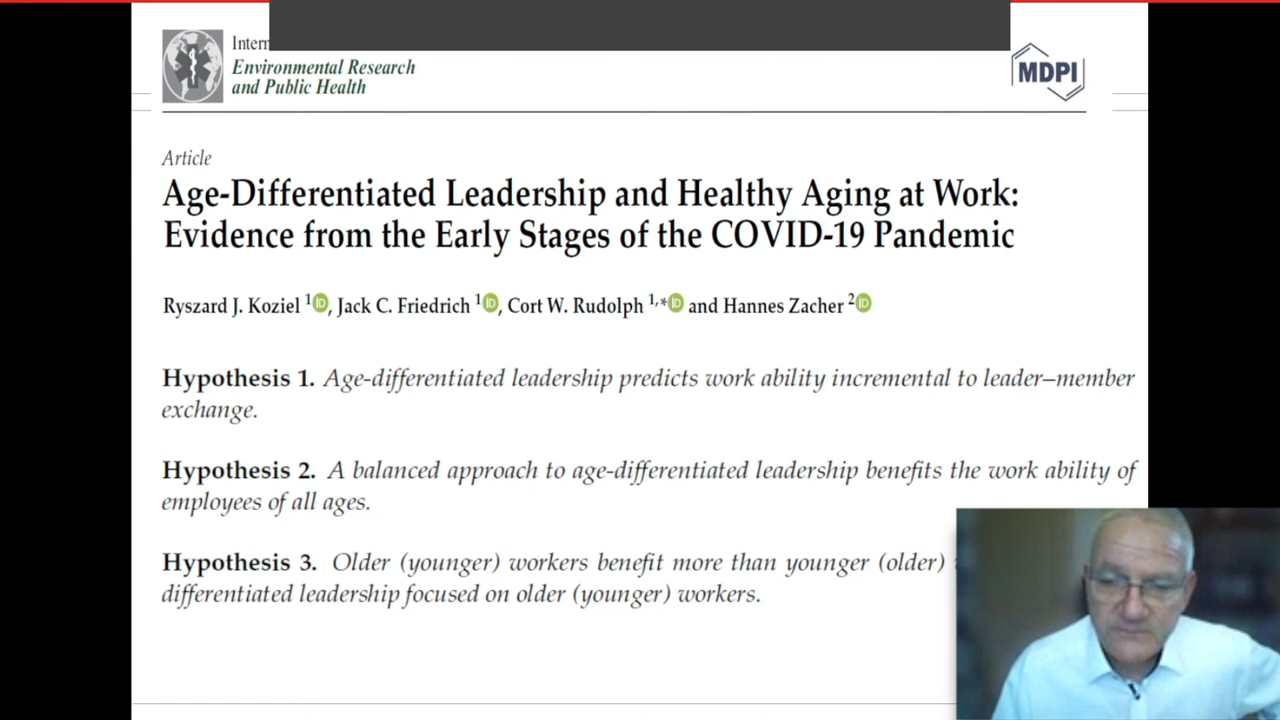 Intern
Environmental Research
and Public Health
MDPI
Article
Age-Differentiated Leadership and Healthy Aging at Work:
Evidence from the Early Stages of the COVID-19 Pandemic
Ryszard J. Koziel 1 iD, Jack C. Friedrich 1 iD, Cort W. Rudolph 1,* iD and Hannes Zacher 2 iD
Hypothesis 1. Age-differentiated leadership predicts work ability incremental to leader–member
exchange.
Hypothesis 2. A balanced approach to age-differentiated leadership benefits the work ability of
employees of all ages.
Hypothesis 3. Older (younger) workers benefit more than younger (older)
differentiated leadership focused on older (younger) workers.